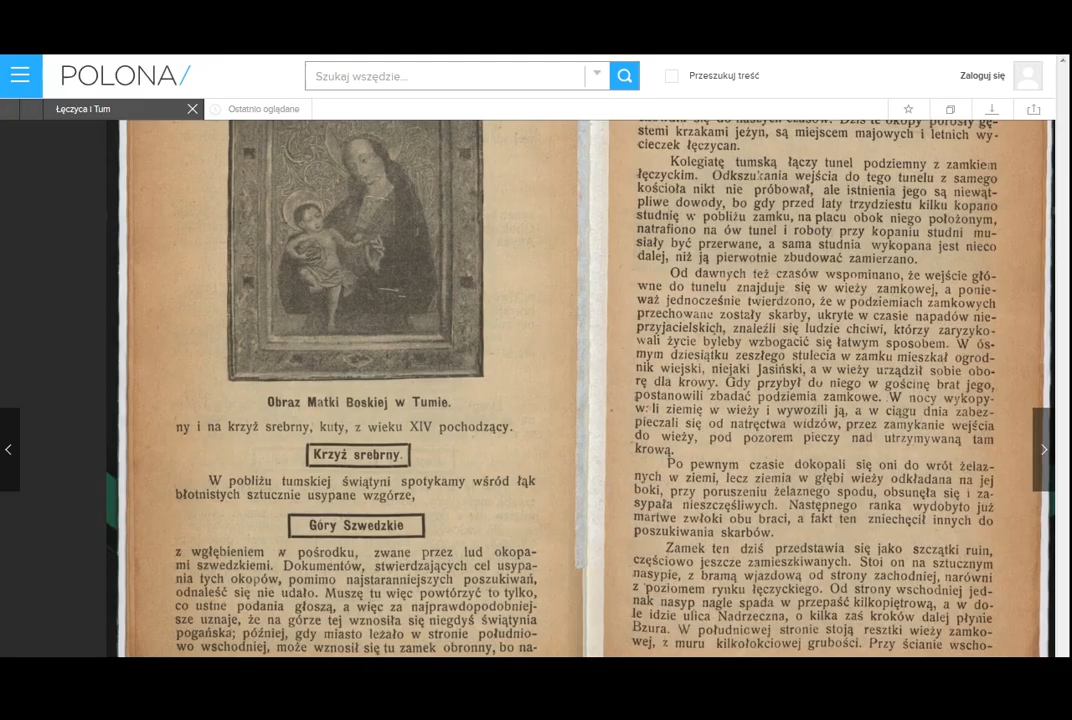 POLONA/
Szukaj wszędzie...
Przeszukuj treść
Zaloguj się
Łęczyca i Tum
Ostatnio oglądane
Obraz Matki Boskiej w Tumie.
ny i na krzyż srebrny, kuty, z wieku XIV pochodzący.
Krzyż srebrny.
W pobliżu tumskiej świątyni spotykamy wśród łąk
błotnistych sztucznie usypane wzgórze,
Góry Szwedzkie
z wgłębieniem w pośrodku, zwane przez lud okopa-
mi szwedzkiemi. Dokumentów, stwierdzających cel usypa-
nia tych okopów, pomimo najstaranniejszych poszukiwań,
odnaleść się nie udało. Muszę tu więc powtórzyć to tylko,
co ustne podania głoszą, a więc za najprawdopodobniej-
sze uznaje, że na górze tej wznosiła się niegdyś świątynia
pogańska; później, gdy miasto leżało w stronie południo-
wo wschodniej, może wznosił się tu zamek obronny, bo na-
do naszych czasów. Dziś te okopy porosły gę-
stemi krzakami jeżyn, są miejscem majowych i letnich wy-
cieczek łęczycan.
Kolegiatę tumską łączy tunel podziemny z zamkiem
łęczyckim. Odkszukania wejścia do tego tunelu z samego
kościoła nikt nie próbował, ale istnienia jego są niewąt-
pliwe dowody, bo gdy przed laty trzydziestu kilku kopano
studnię w pobliżu zamku, na placu obok niego położonym,
natrafiono na ów tunel i roboty przy kopaniu studni mu-
siały być przerwane, a sama studnia wykopana jest nieco
dalej, niż ją pierwotnie zbudować zamierzano.
Od dawnych też czasów wspominano, że wejście głó-
wne do tunelu znajduje się w wieży zamkowej, a ponie-
waż jednocześnie twierdzono, że w podziemiach zamkowych
przechowane zostały skarby, ukryte w czasie napadów nie-
przyjacielskich, znaleźli się ludzie chciwi, którzy zaryzyko-
wali życie byleby wzbogacić się łatwym sposobem. W ós-
mym dziesiątku zeszłego stulecia w zamku mieszkał ogrod-
nik wiejski, niejaki Jasiński, a w wieży urządził sobie obo-
rę dla krowy. Gdy przybył do niego w gościnę brat jego,
postanowili zbadać podziemia zamkowe. W nocy wykopy-
wali ziemię w wieży i wywozili ją, a w ciągu dnia zabez-
pieczali się od natręctwa widzów, przez zamykanie wejścia
do wieży, pod pozorem pieczy nad utrzymywaną tam
krową.
Po pewnym czasie dokopali się oni do wrót żelaz-
nych w ziemi, lecz ziemia w głębi wieży odkładana na jej
boki, przy poruszeniu żelaznego spodu, obsunęła się i za-
sypała nieszczęśliwych. Następnego ranka wydobyto już
martwe zwłoki obu braci, a fakt ten zniechęcił innych do
poszukiwania skarbów.
Zamek ten dziś przedstawia się jako szczątki ruin,
częściowo jeszcze zamieszkiwanych. Stoi on na sztucznym
nasypie, z bramą wjazdową od strony zachodniej, narówni
z poziomem rynku łęczyckiego. Od strony wschodniej jed-
nak nasyp nagle spada w przepaść kilkopiętrową, a w do-
le idzie ulica Nadrzeczna, o kilka zaś kroków dalej płynie
Bzura. W południowej stronie stoją resztki wieży zamko-
wej, z muru kilkołokciowej grubości. Przy ścianie wscho-